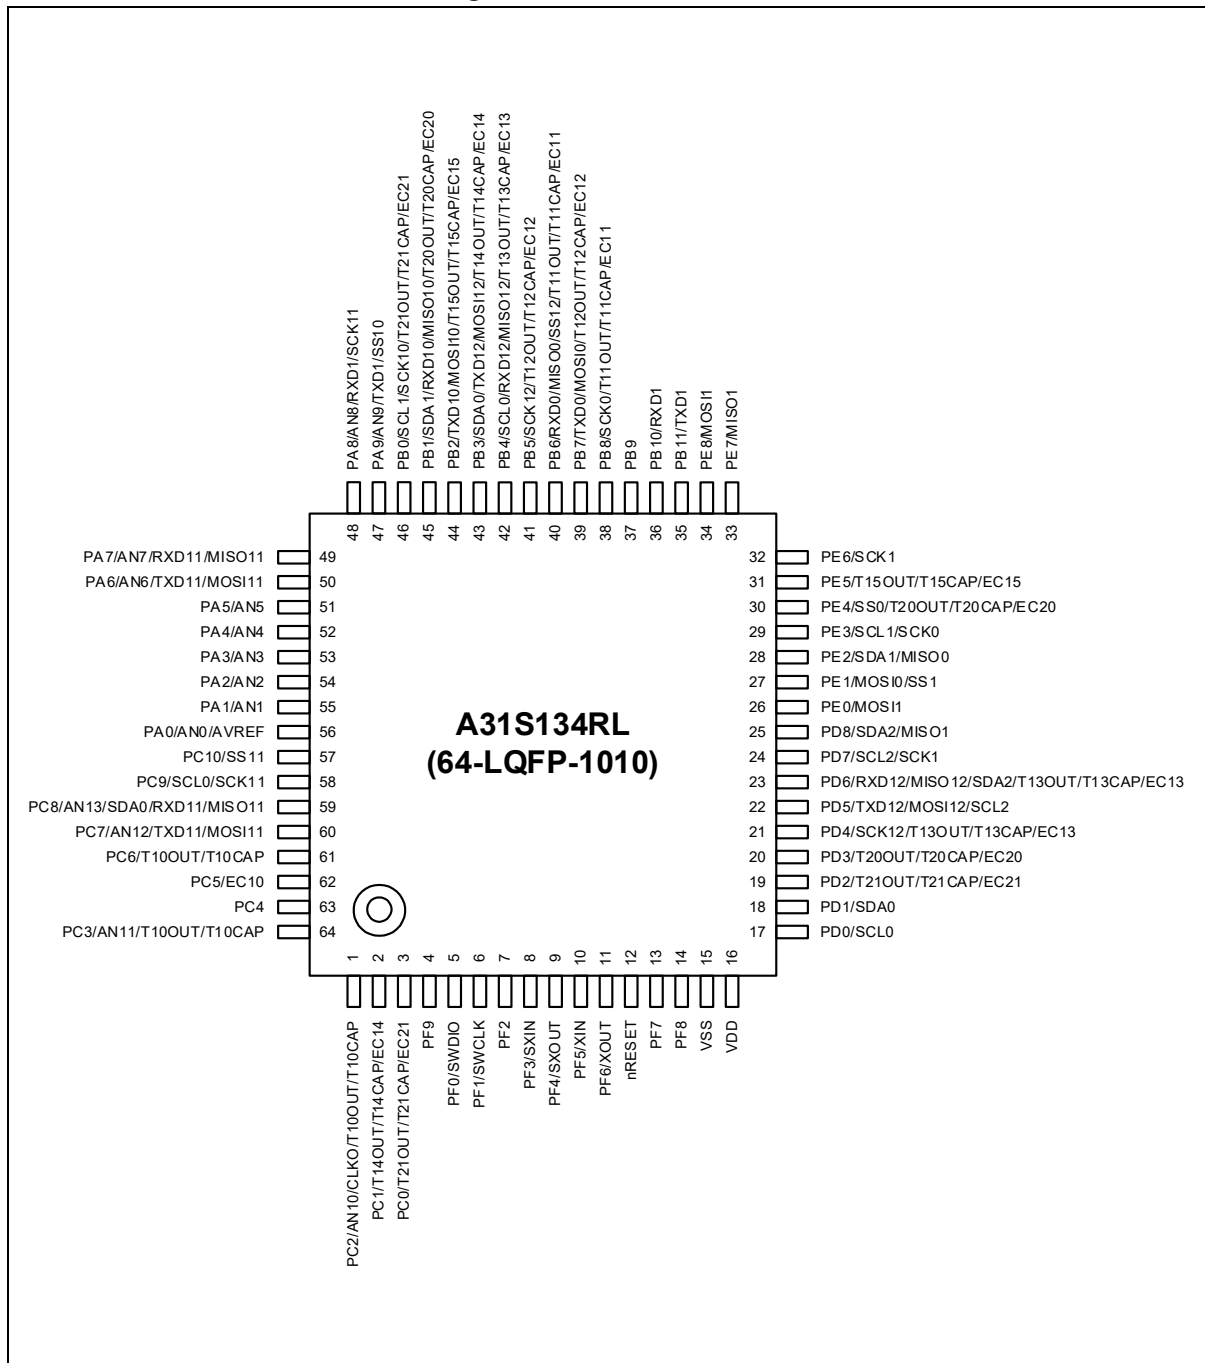 PA8/AN8/RXD1/SCK11
PA9/AN9/TXD1/SS10
PB0/SCL1/SCK10/T21OUT/T21CAP/EC21
PB1/SDA1/RXD10/MISO10/T20OUT/T20CAP/EC20
PB2/TXD10/MOSI10/T15OUT/T15CAP/EC15
PB3/SDA0/TXD12/MOSI12/T14OUT/T14CAP/EC14
PB4/SCL0/RXD12/MISO12/T13OUT/T13CAP/EC13
PB5/SCK12/T12OUT/T12CAP/EC12
PB6/RXD0/MISO0/SS12/T11OUT/T11CAP/EC11
PB7/TXD0/MOSI0/T12OUT/T12CAP/EC12
PB8/SCK0/T11OUT/T11CAP/EC11
PB9
PB10/RXD1
PB11/TXD1
PE8/MOSI1
PE7/MISO1
48 47 46 45 44 43 42 41 40 39 38 37 36 35 34 33
PA7/AN7/RXD11/MISO11 49
PA6/AN6/TXD11/MOSI11 50
PA5/AN5 51
PA4/AN4 52
PA3/AN3 53
PA2/AN2 54
PA1/AN1 55
PA0/AN0/AVREF 56
PC10/SS11 57
PC9/SCL0/SCK11 58
PC8/AN13/SDA0/RXD11/MISO11 59
PC7/AN12/TXD11/MOSI11 60
PC6/T10OUT/T10CAP 61
PC5/EC10 62
PC4 63
PC3/AN11/T10OUT/T10CAP 64
A31S134RL
(64-LQFP-1010)
32 PE6/SCK1
31 PE5/T15OUT/T15CAP/EC15
30 PE4/SS0/T20OUT/T20CAP/EC20
29 PE3/SCL1/SCK0
28 PE2/SDA1/MISO0
27 PE1/MOSI0/SS1
26 PE0/MOSI1
25 PD8/SDA2/MISO1
24 PD7/SCL2/SCK1
23 PD6/RXD12/MISO12/SDA2/T13OUT/T13CAP/EC13
22 PD5/TXD12/MOSI12/SCL2
21 PD4/SCK12/T13OUT/T13CAP/EC13
20 PD3/T20OUT/T20CAP/EC20
19 PD2/T21OUT/T21CAP/EC21
18 PD1/SDA0
17 PD0/SCL0
1 2 3 4 5 6 7 8 9 10 11 12 13 14 15 16
PC2/AN10/CLKO/T10OUT/T10CAP
PC1/T14OUT/T14CAP/EC14
PC0/T21OUT/T21CAP/EC21
PF9
PF0/SWDIO
PF1/SWCLK
PF2
PF3/SXIN
PF4/SXOUT
PF5/XIN
PF6/XOUT
nRESET
PF7
PF8
VSS
VDD